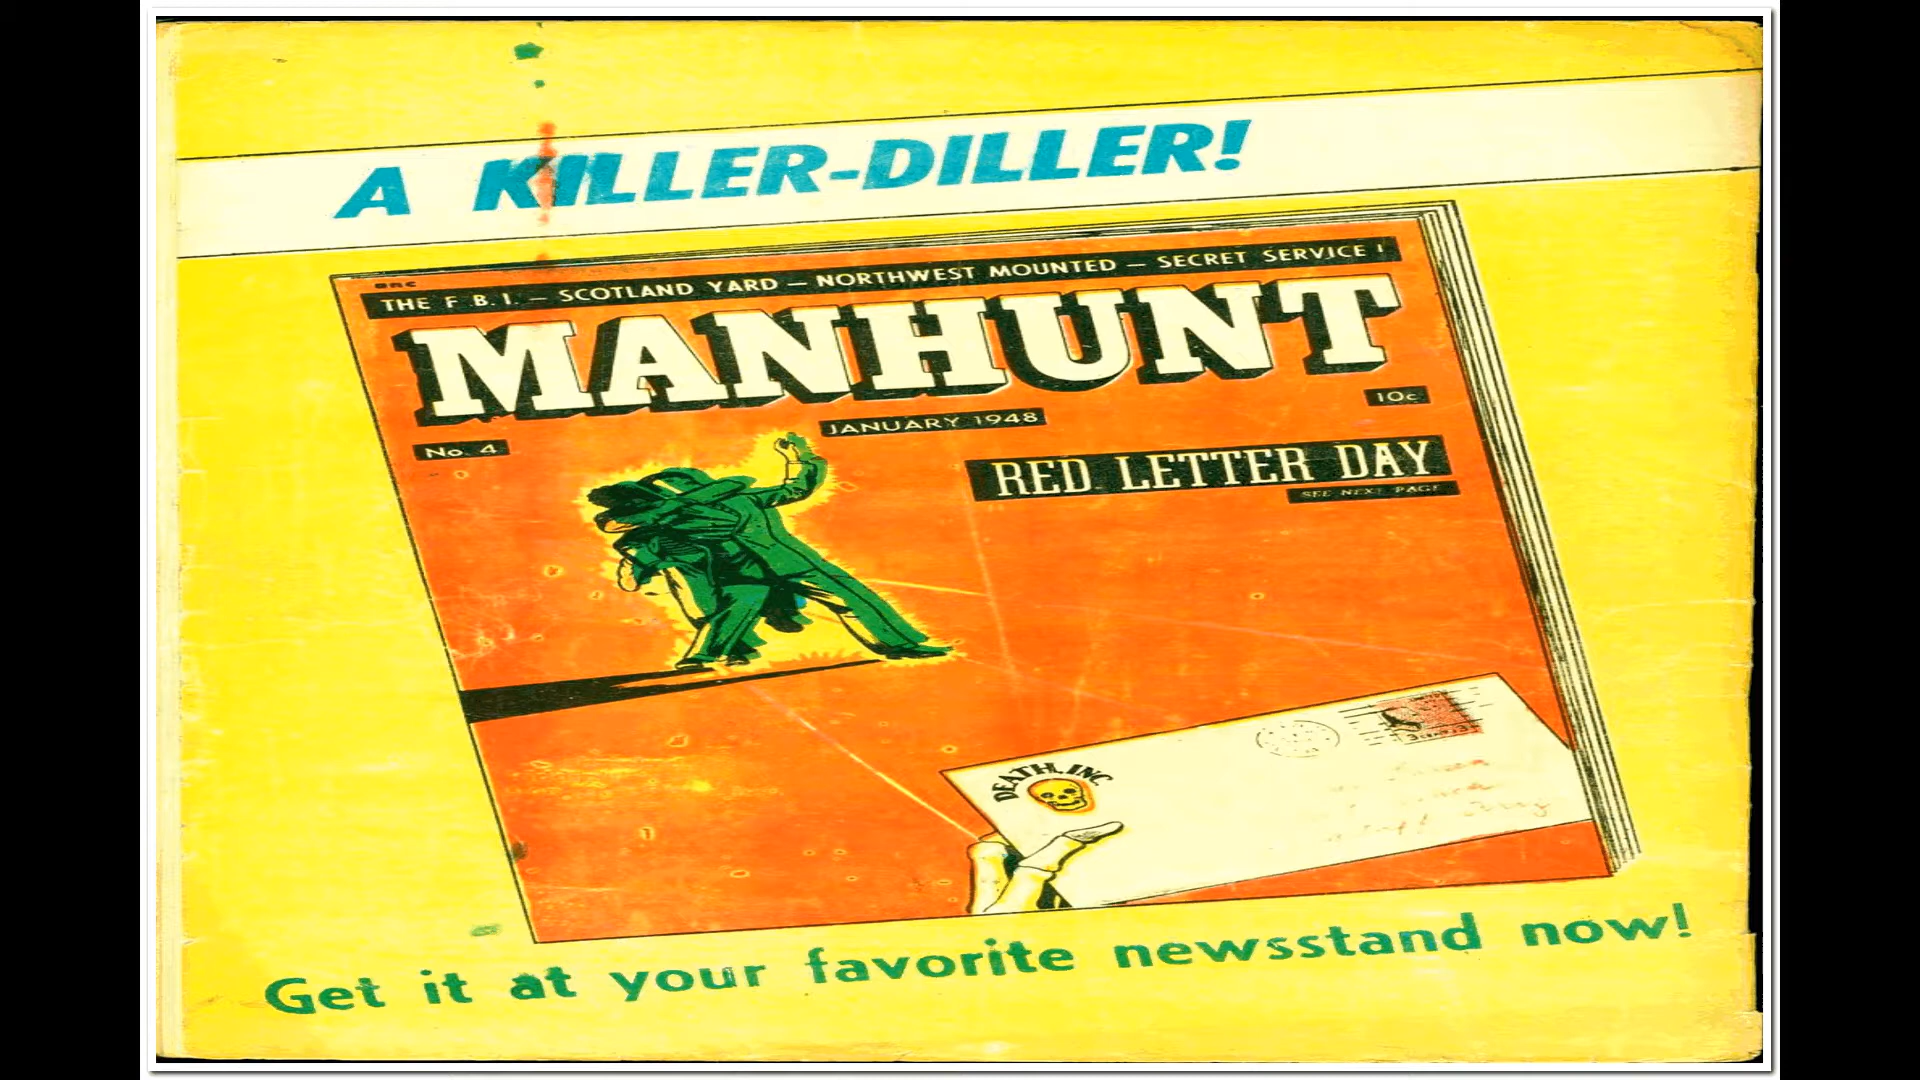 A KILLER-DILLER!
THE F.B.I. — SCOTLAND YARD — NORTHWEST MOUNTED — SECRET SERVICE
MANHUNT
10c
JANUARY 1948
No. 4
RED LETTER DAY
SEE NEXT PAGE
DEATH, INC.
Get it at your favorite newsstand now!